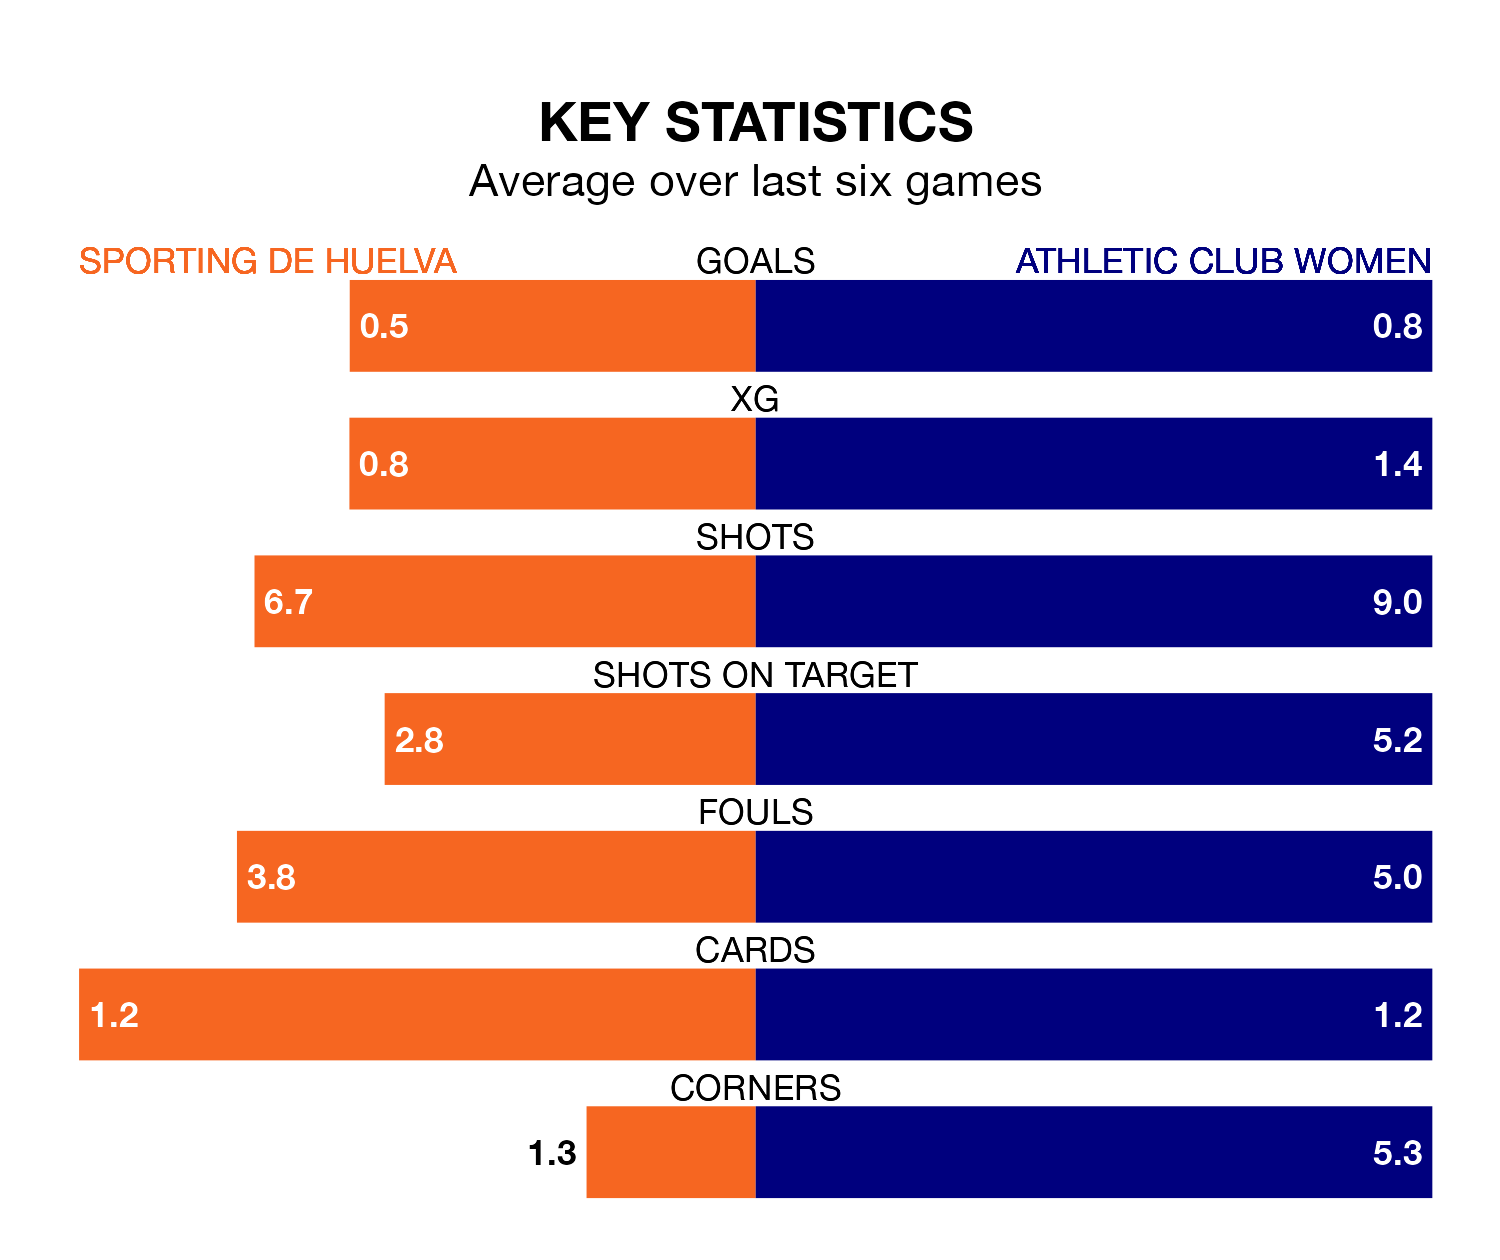 KEY STATISTICS
Average over last six games
SPORTING DE HUELVA GOALS ATHLETIC CLUB WOMEN
0.5 0.8
XG
0.8 1.4
SHOTS
6.7 9.0
SHOTS ON TARGET
2.8 5.2
FOULS
3.8 5.0
CARDS
1.2 1.2
CORNERS
1.3 5.3